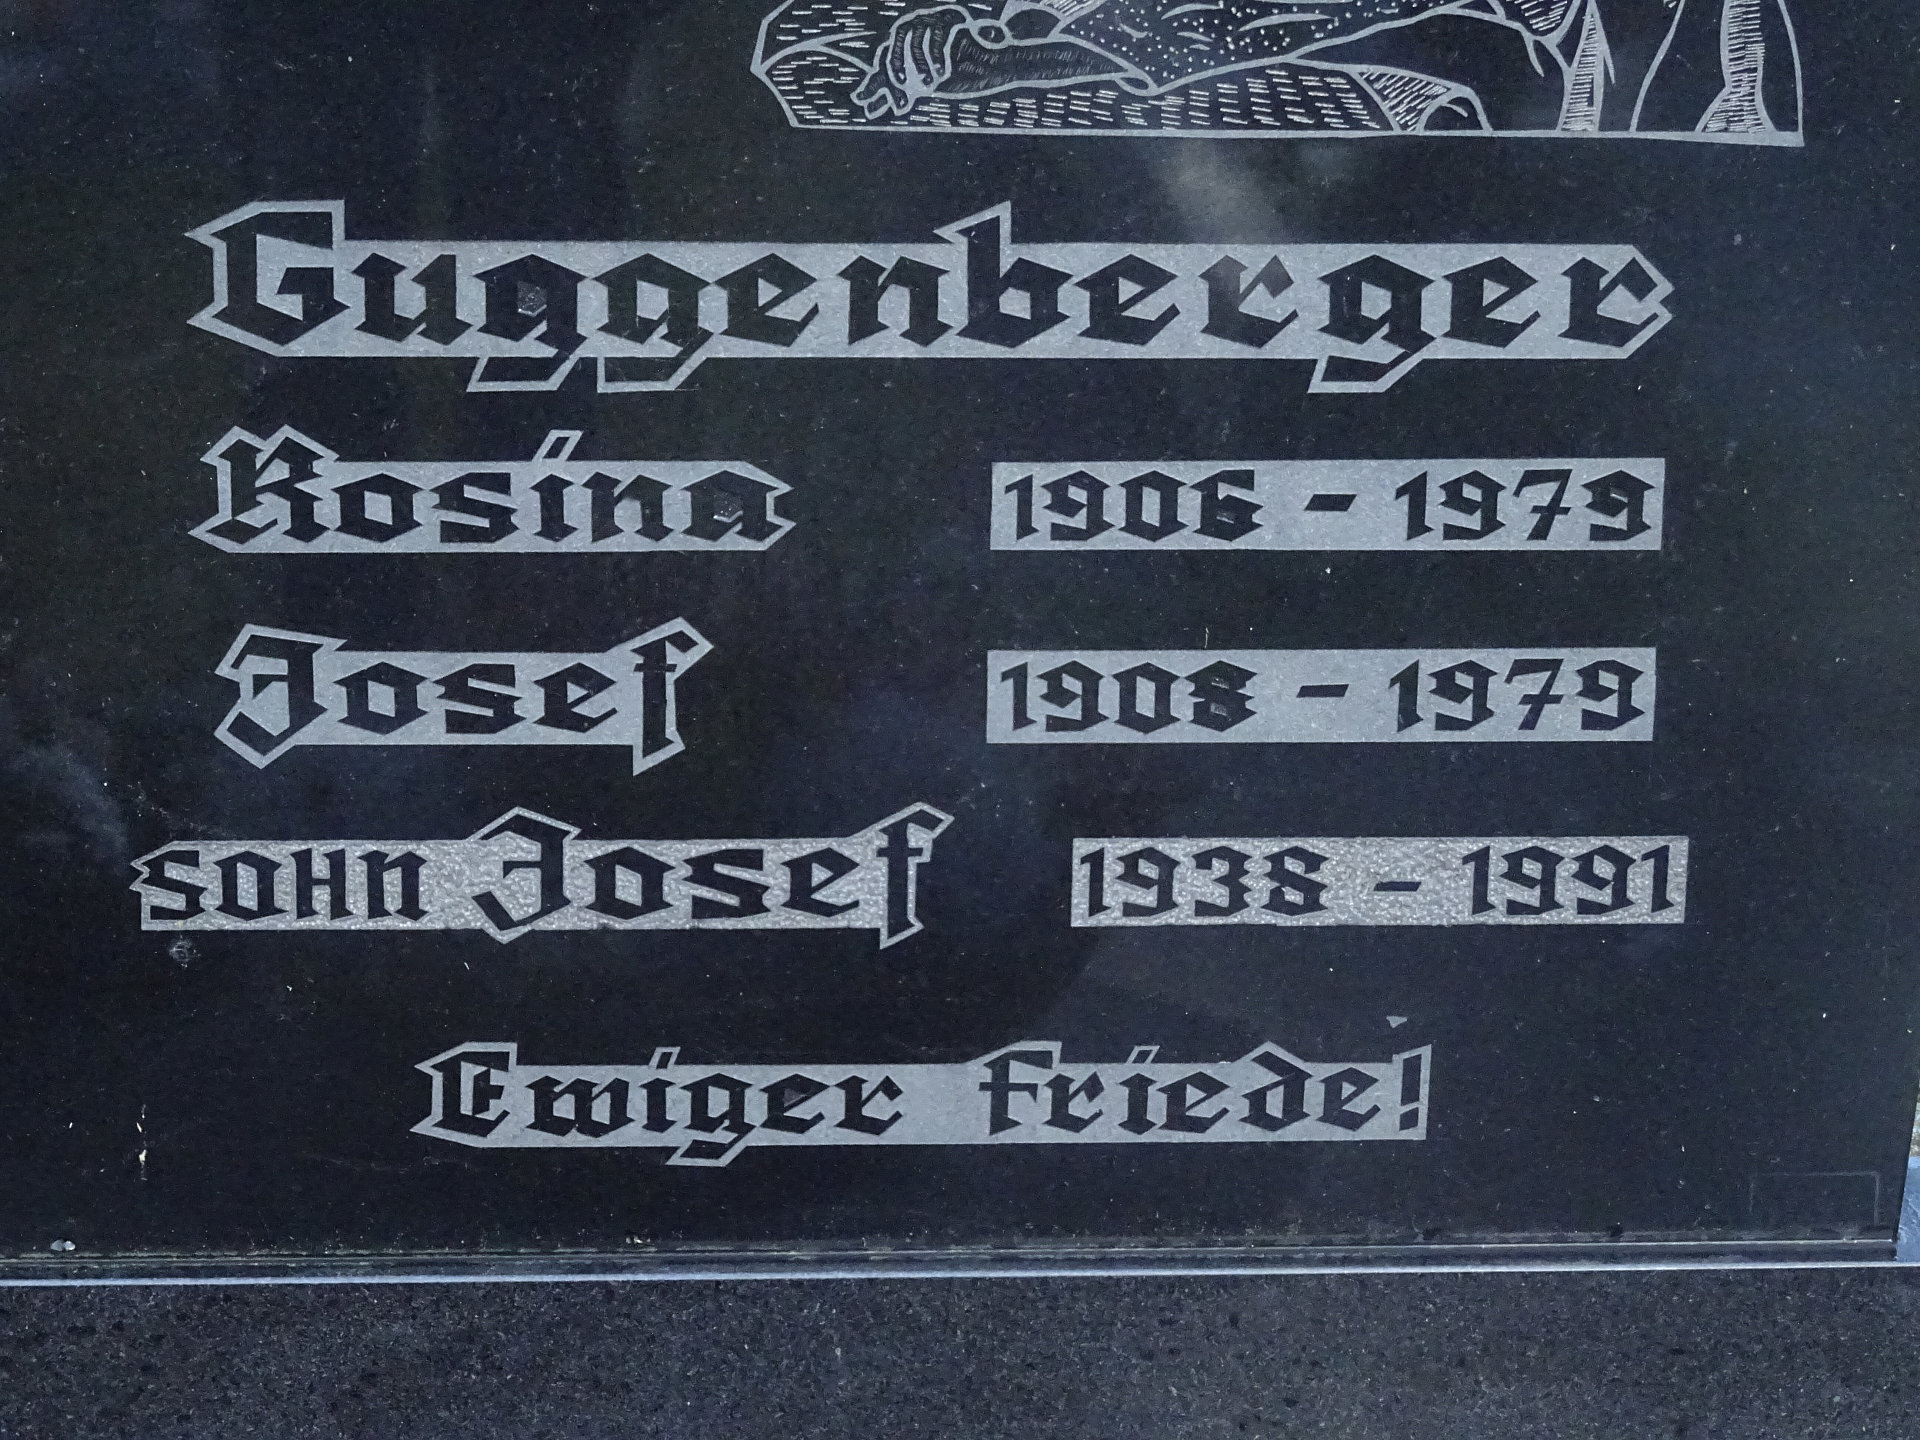 Guggenberger
Rosina 1906 - 1979
Josef 1908 - 1979
SOHN Josef 1938 - 1991
Ewiger Friede!